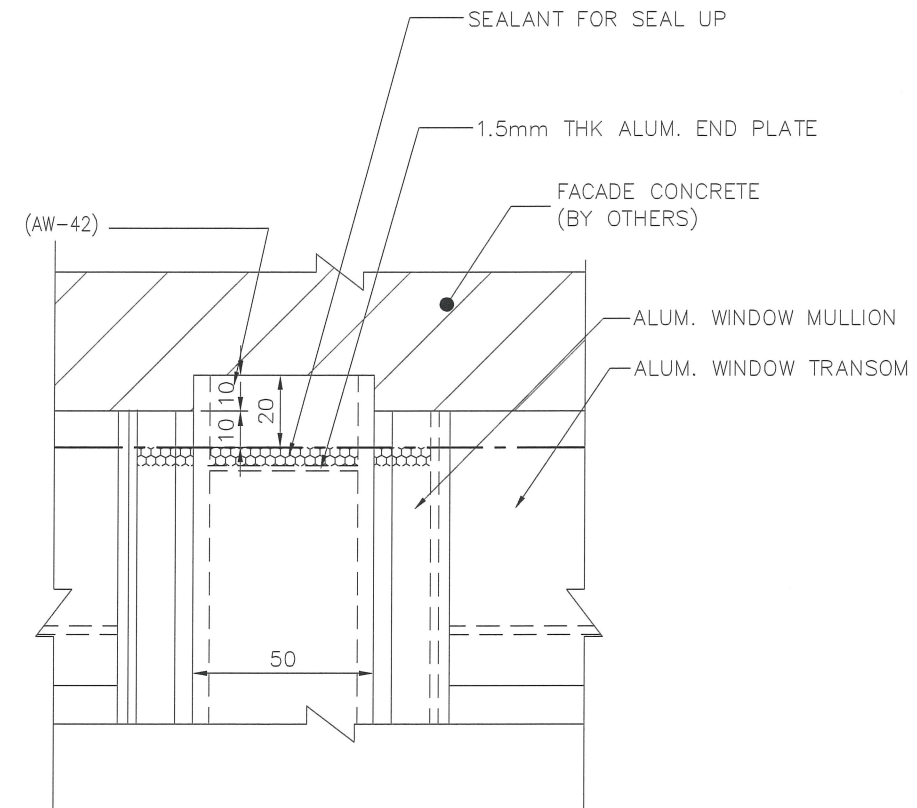 SEALANT FOR SEAL UP
1.5mm THK ALUM. END PLATE
FACADE CONCRETE
(BY OTHERS)
(AW-42)
ALUM. WINDOW MULLION
ALUM. WINDOW TRANSOM
10
20
10
50